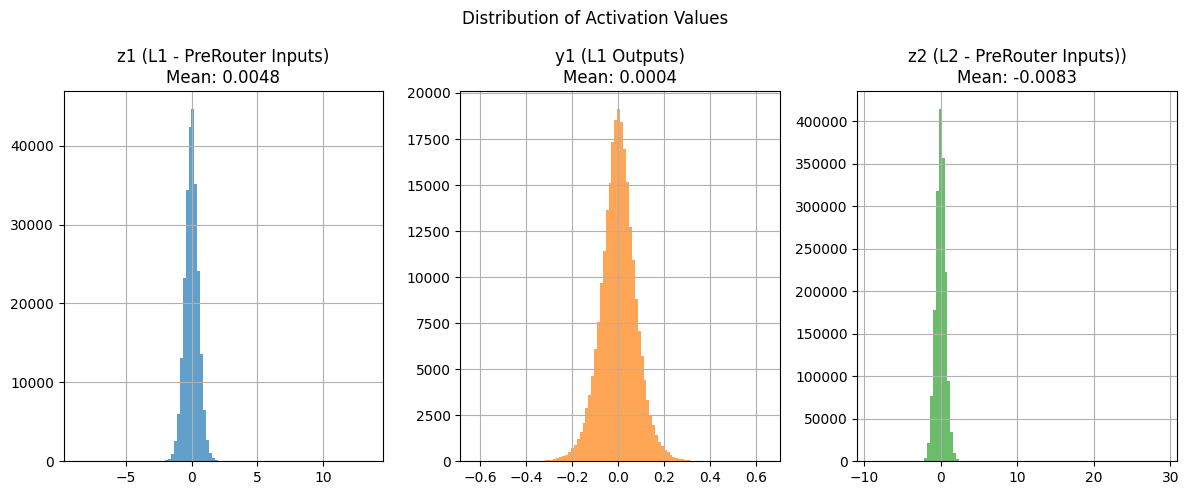 Distribution of Activation Values
z1 (L1 - PreRouter Inputs)
Mean: 0.0048
40000
30000
20000
10000
0
−5 0 5 10
y1 (L1 Outputs)
Mean: 0.0004
20000
17500
15000
12500
10000
7500
5000
2500
0
−0.6 −0.4 −0.2 0.0 0.2 0.4 0.6
z2 (L2 - PreRouter Inputs))
Mean: -0.0083
400000
350000
300000
250000
200000
150000
100000
50000
0
−10 0 10 20 30